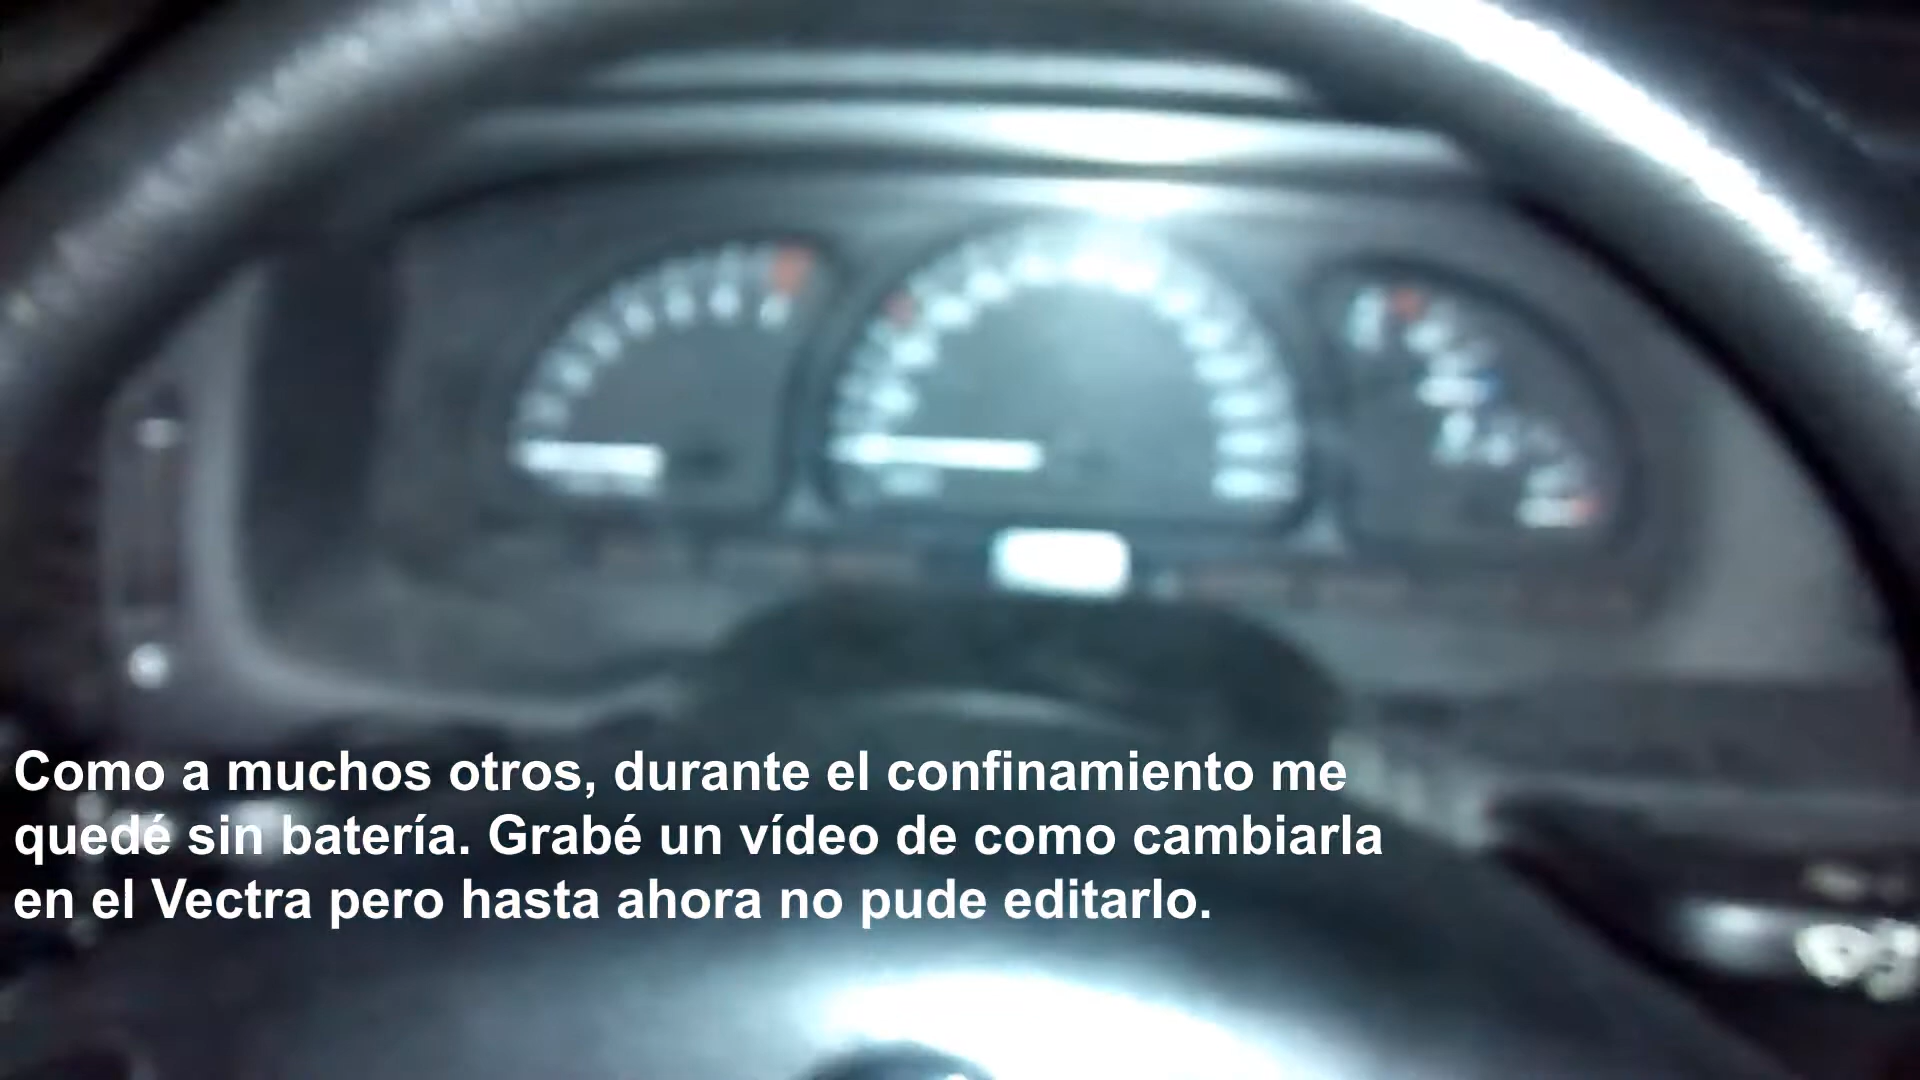 Como a muchos otros, durante el confinamiento me
quedé sin batería. Grabé un vídeo de como cambiarla
en el Vectra pero hasta ahora no pude editarlo.